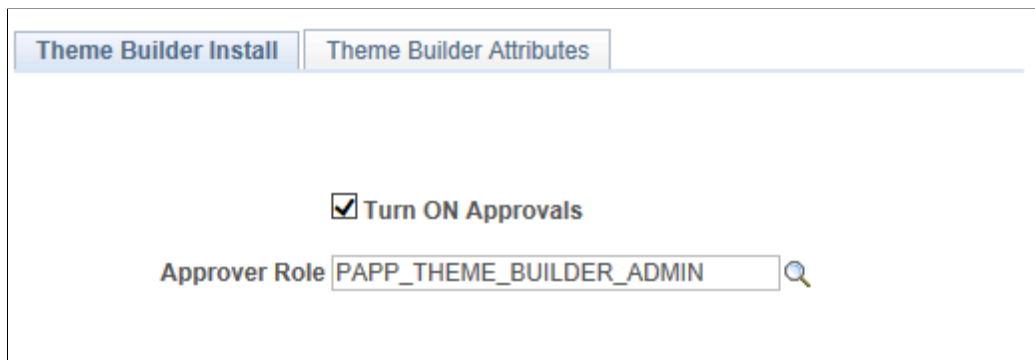 Theme Builder Install Theme Builder Attributes
Turn ON Approvals
Approver Role PAPP_THEME_BUILDER_ADMIN